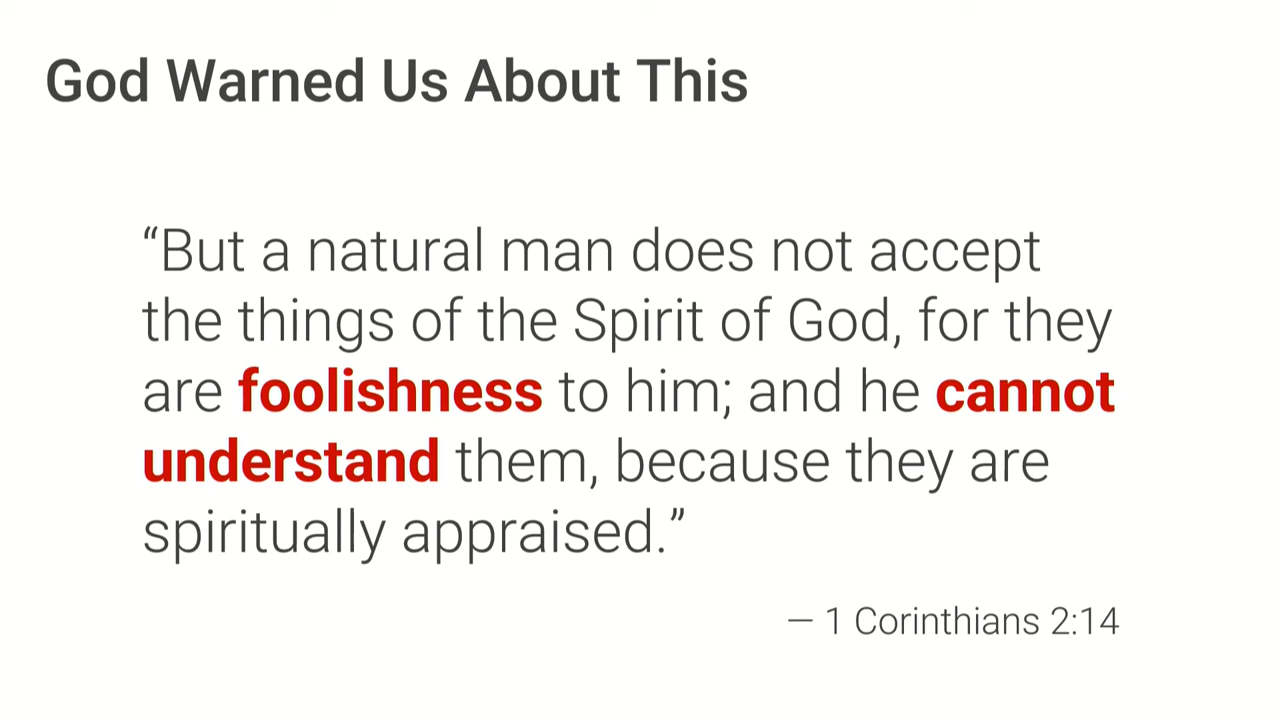 God Warned Us About This
“But a natural man does not accept
the things of the Spirit of God, for they
are foolishness to him; and he cannot
understand them, because they are
spiritually appraised.”
— 1 Corinthians 2:14